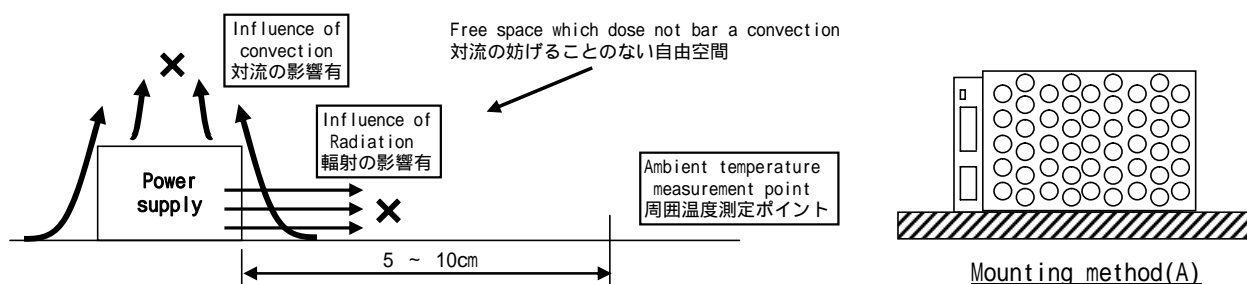 Influence of
convection
対流の影響有
Free space which dose not bar a convection
対流の妨げることのない自由空間
Influence of
Radiation
輻射の影響有
Power
supply
Ambient temperature
measurement point
周囲温度測定ポイント
5 ~ 10cm
Mounting method(A)